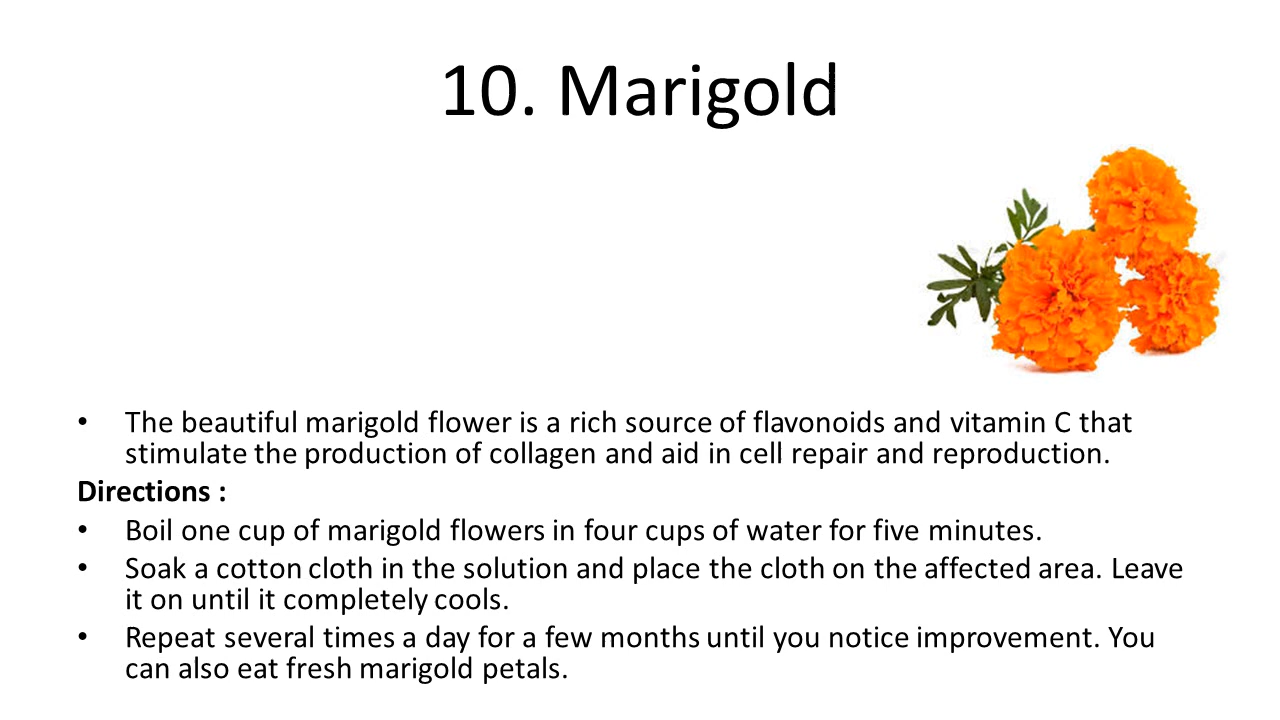 10. Marigold
• The beautiful marigold flower is a rich source of flavonoids and vitamin C that
stimulate the production of collagen and aid in cell repair and reproduction.
Directions :
• Boil one cup of marigold flowers in four cups of water for five minutes.
• Soak a cotton cloth in the solution and place the cloth on the affected area. Leave
it on until it completely cools.
• Repeat several times a day for a few months until you notice improvement. You
can also eat fresh marigold petals.